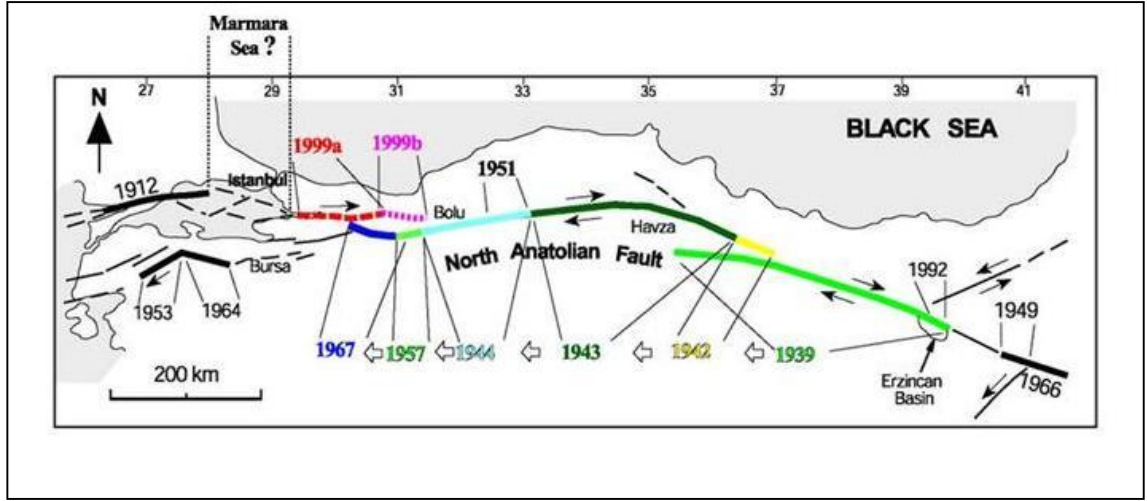 Marmara
Sea ?
27 29 31 33 35 37 39 41
N
BLACK SEA
1999a 1999b
1951
1912
Istanbul
Bolu
Havza
North Anatolian Fault
Bursa
1992
1953 1964
1949
1967 1957 1944 1943 1942 1939
200 km
Erzincan
Basin
1966